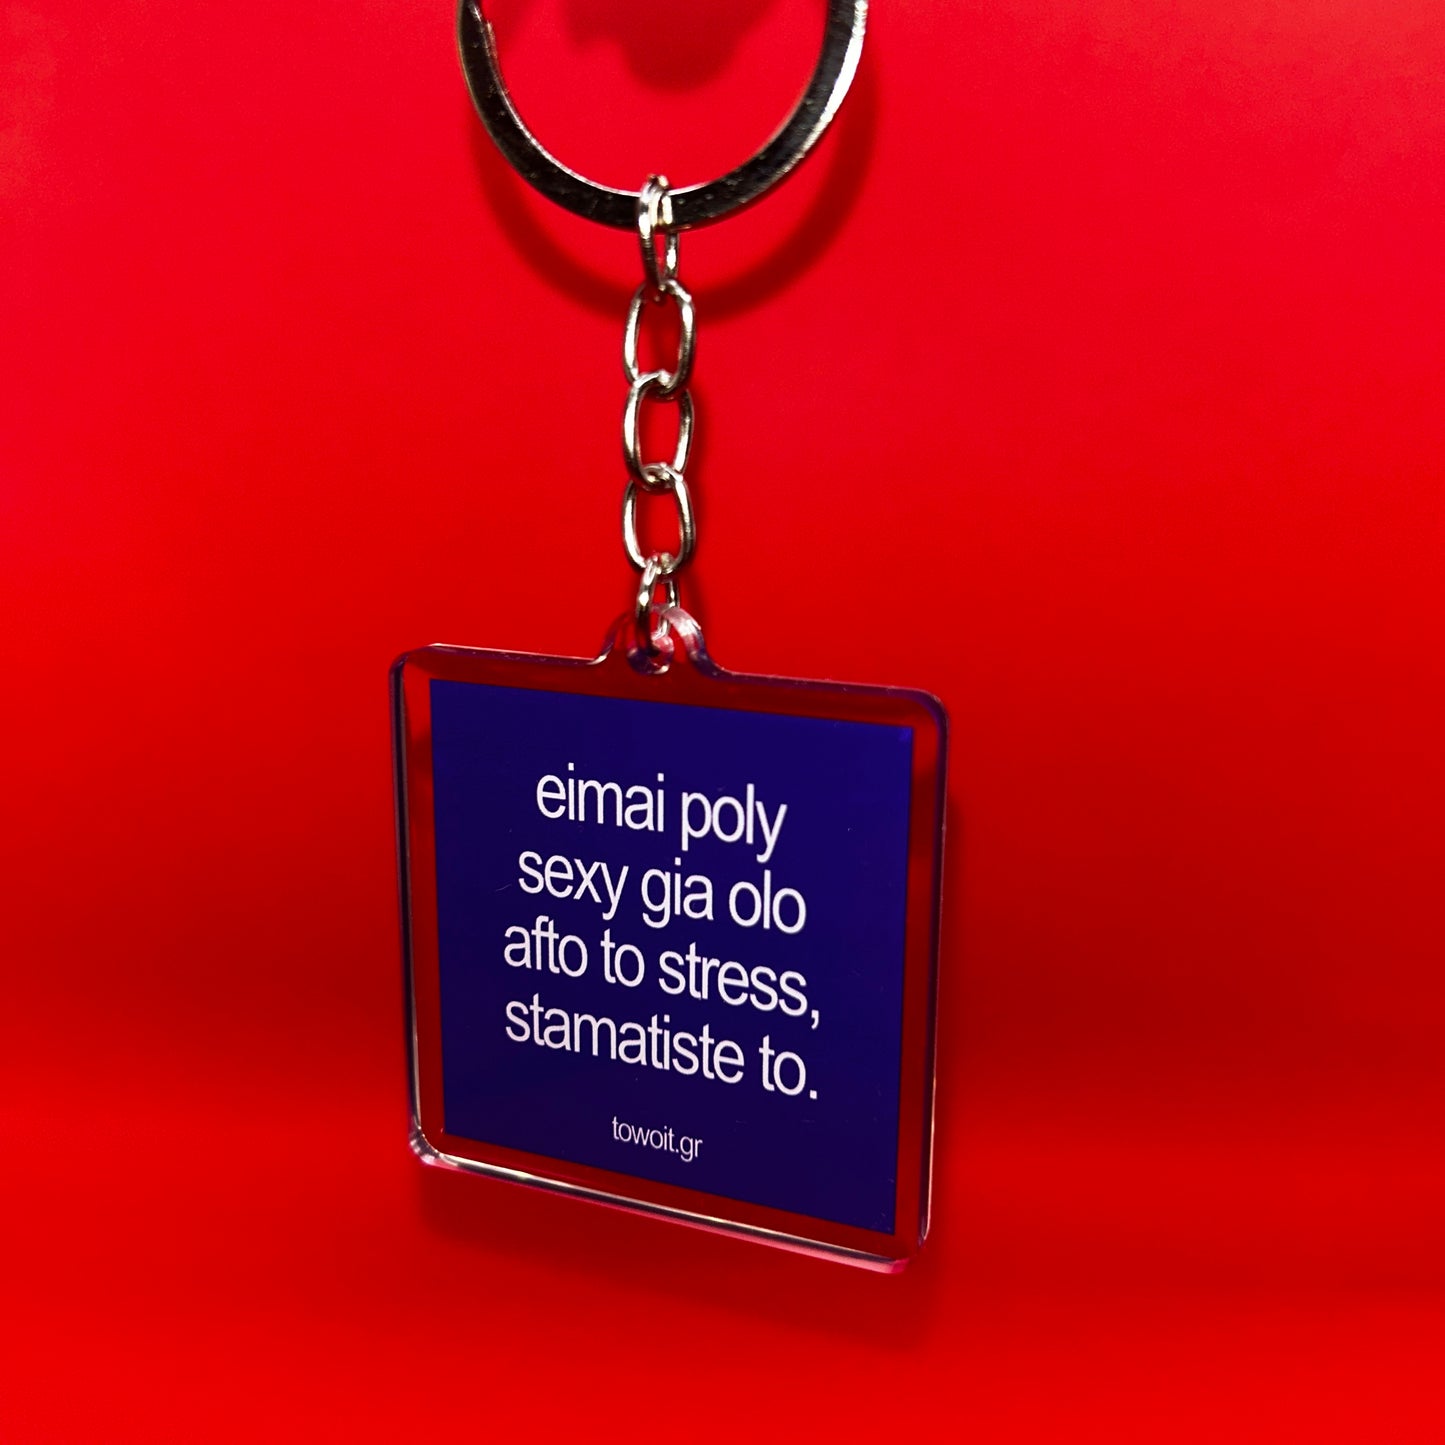 eimai poly
sexy gia olo
afto to stress,
stamatiste to.
towoit.gr